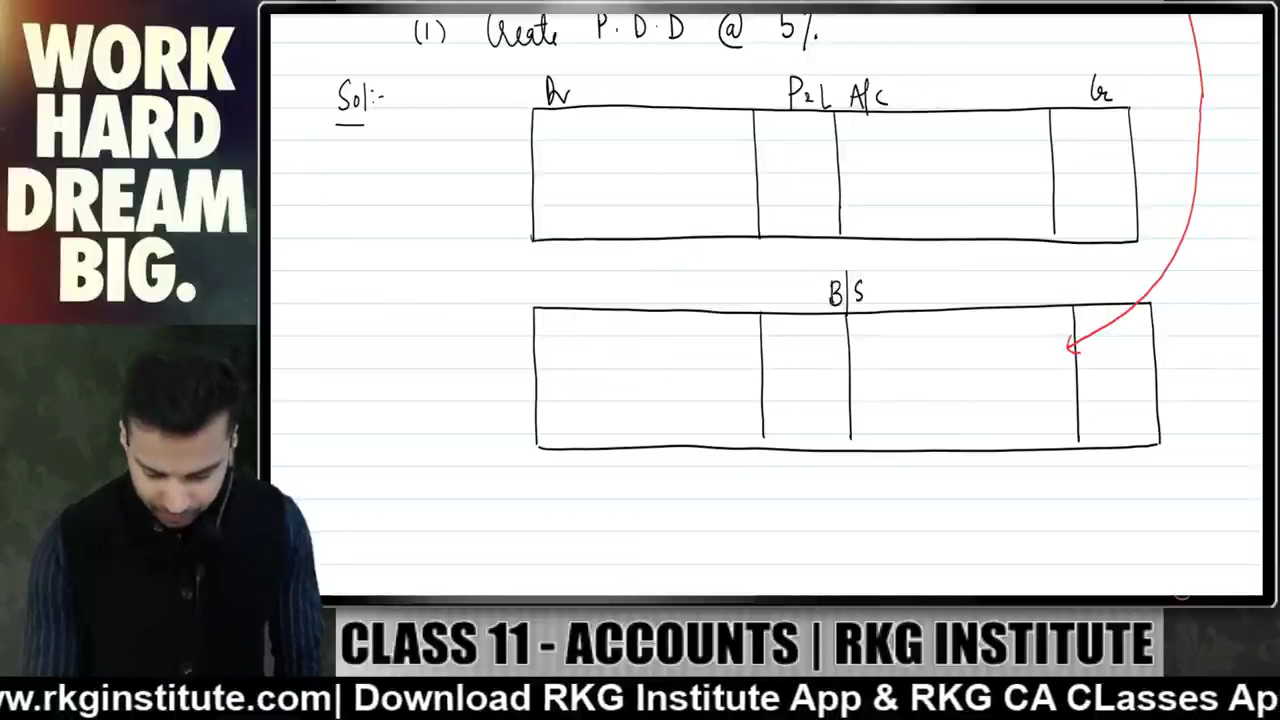 WORK
HARD
DREAM
BIG.
(1) Create P.D.D @ 5%.
Sol:-
Dr P&L A/c Cr
B|S
CLASS 11 - ACCOUNTS | RKG INSTITUTE
ww.rkginstitute.com| Download RKG Institute App & RKG CA CLasses Ap